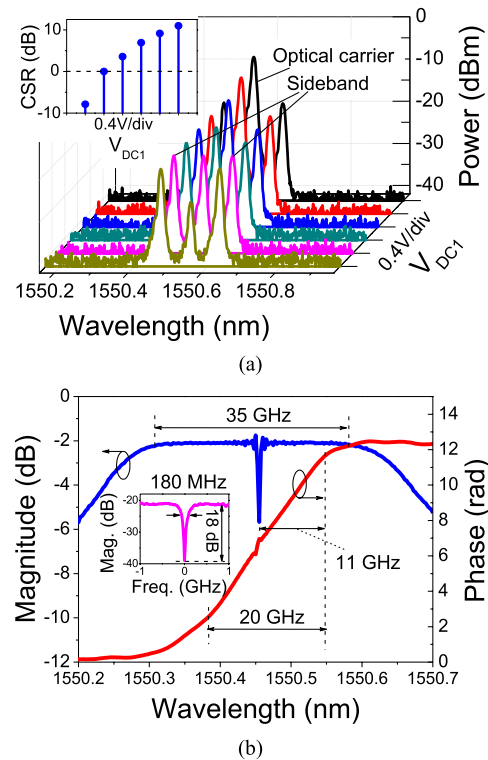 (a)
10
0
-10
CSR (dB)
0.4V/div
V DC1
Optical carrier
Sideband
0
-10
-20
-30
-40
Power (dBm)
0.4V/div
V DC1
1550.2 1550.4 1550.6 1550.8
Wavelength (nm)
(a)
(b)
0
-2
-4
-6
-8
-10
-12
Magnitude (dB)
35 GHz
14
12
10
8
6
4
2
0
Phase (rad)
180 MHz
-20
-30
-40
Mag. (dB)
18 dB
-1 0 1
Freq. (GHz)
11 GHz
20 GHz
1550.2 1550.3 1550.4 1550.5 1550.6 1550.7
Wavelength (nm)
(b)